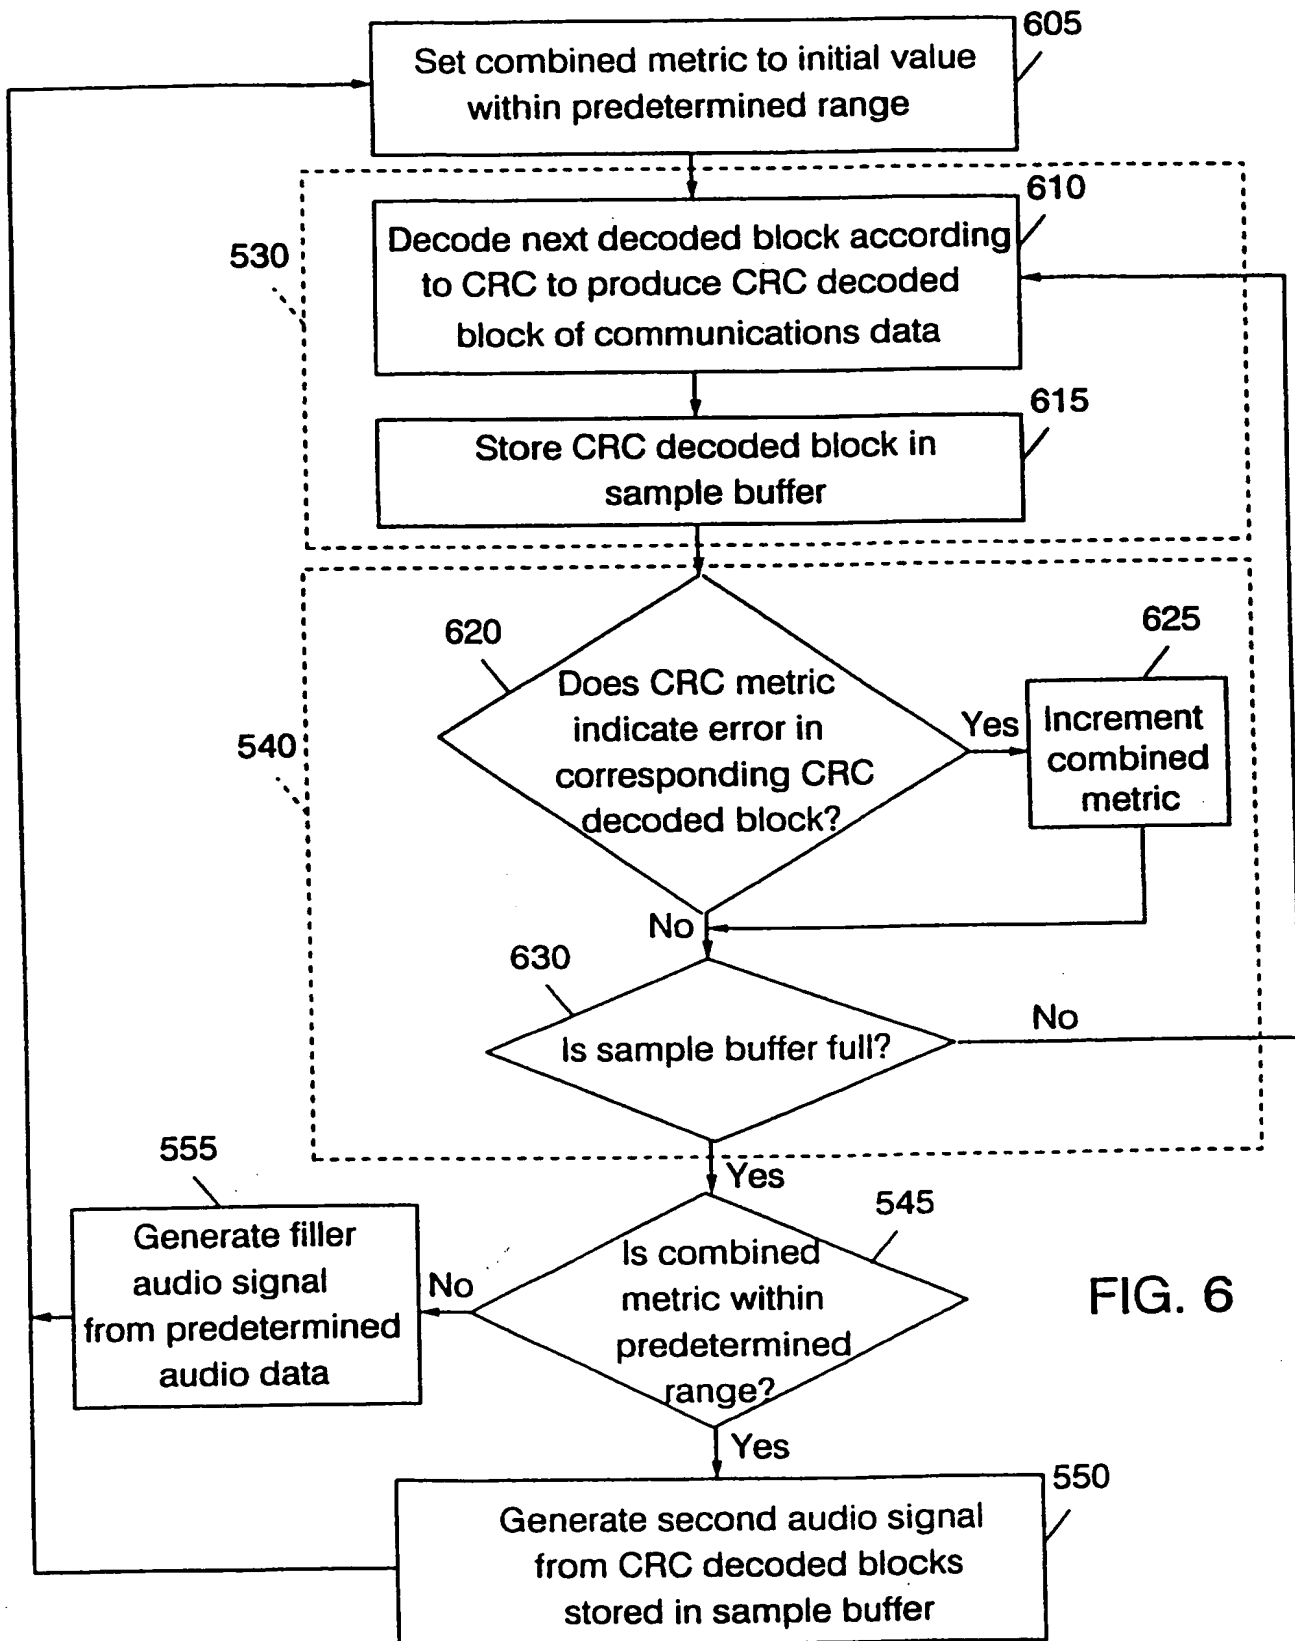 605
Set combined metric to initial value
within predetermined range
610
530
Decode next decoded block according
to CRC to produce CRC decoded
block of communications data
615
Store CRC decoded block in
sample buffer
620
625
540
Does CRC metric
indicate error in
corresponding CRC
decoded block?
Yes
Increment
combined
metric
No
630
Is sample buffer full?
No
Yes
555
545
Generate filler
audio signal
from predetermined
audio data
No
Is combined
metric within
predetermined
range?
FIG. 6
Yes
550
Generate second audio signal
from CRC decoded blocks
stored in sample buffer